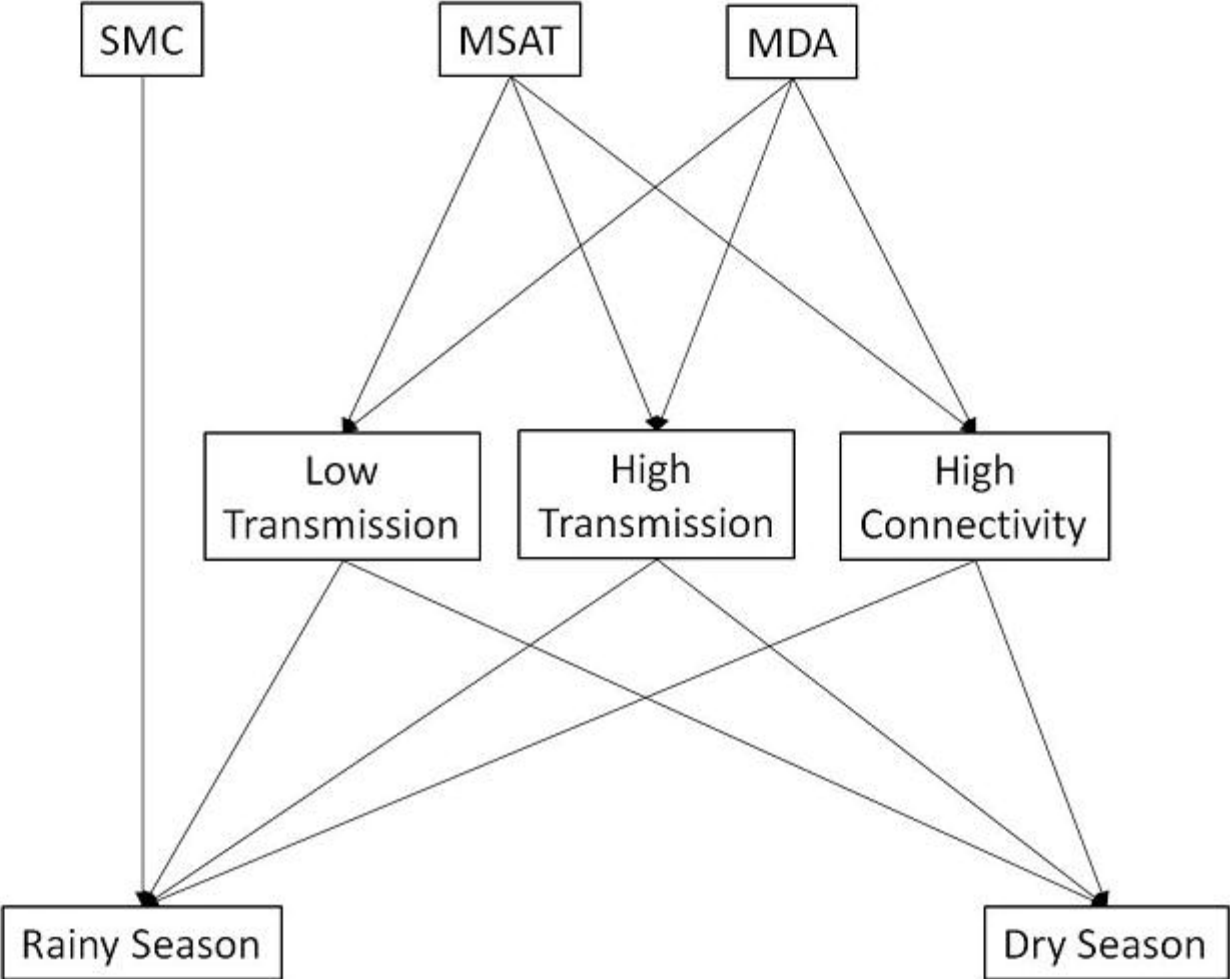 SMC
MSAT
MDA
Low
Transmission
High
Transmission
High
Connectivity
Rainy Season
Dry Season